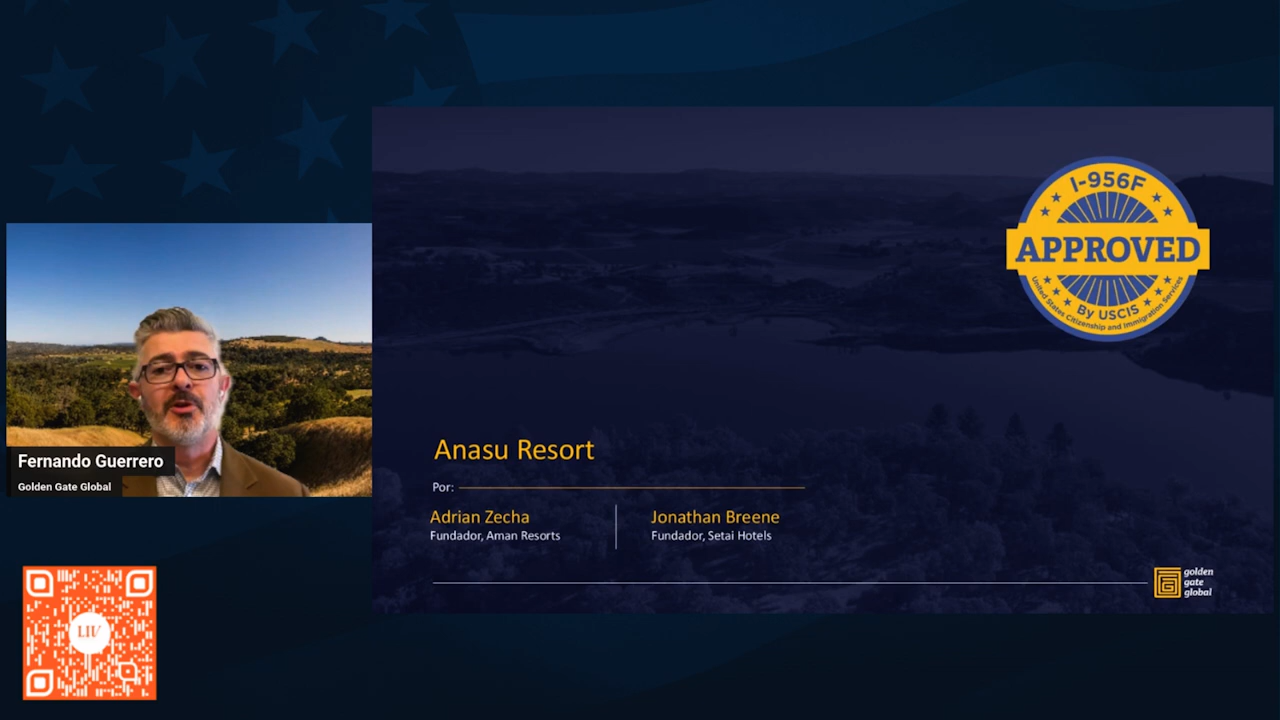 I-956F
APPROVED
By USCIS
United States Citizenship and Immigration Services
Fernando Guerrero
Golden Gate Global
Anasu Resort
Por:
Adrian Zecha
Fundador, Aman Resorts
Jonathan Breene
Fundador, Setai Hotels
golden
gate
global
LIV